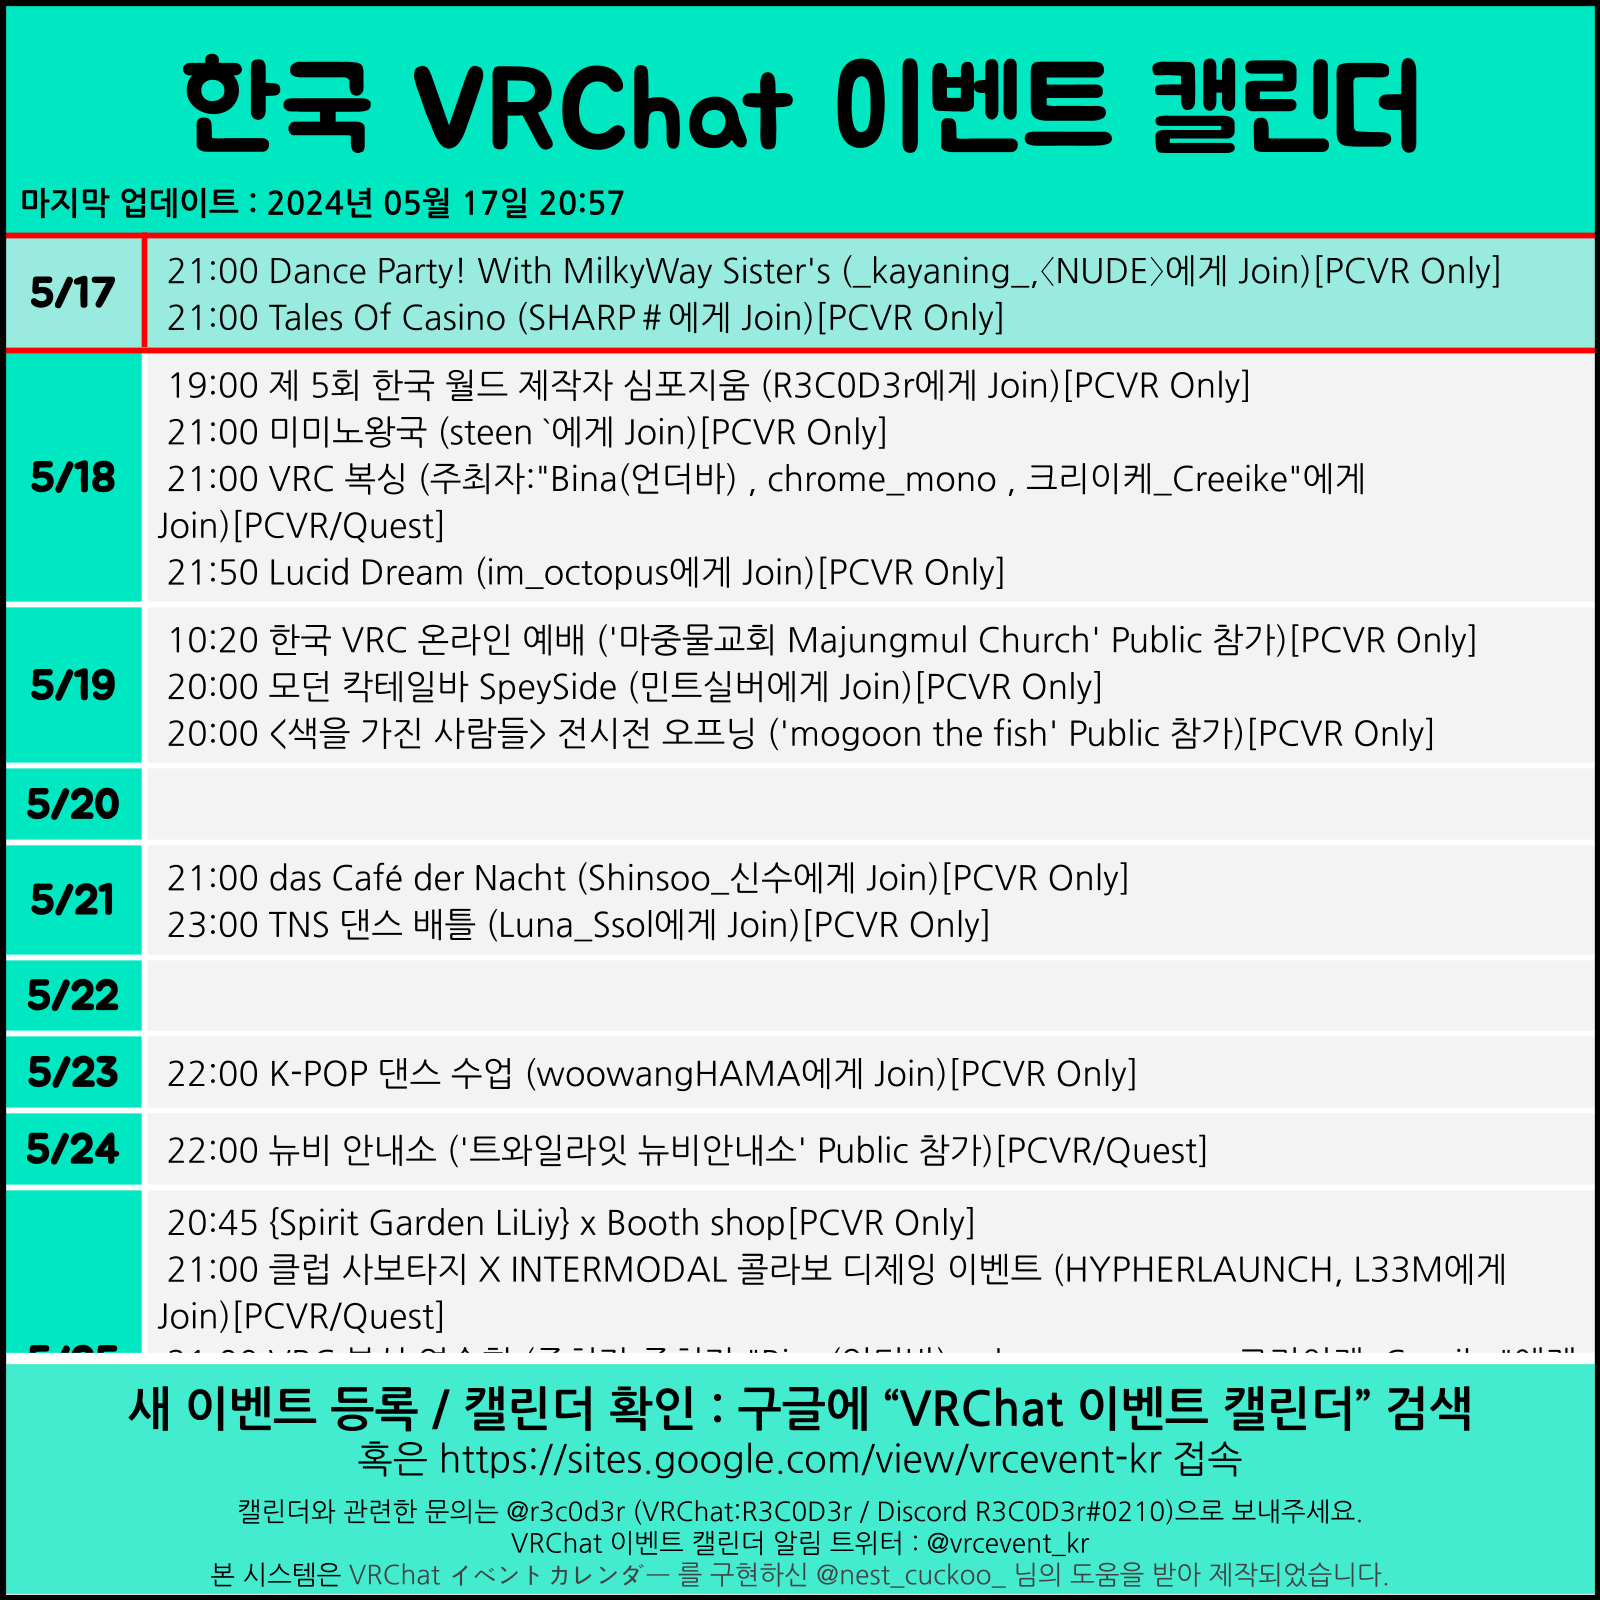 한국 VRChat 이벤트 캘린더
마지막 업데이트 : 2024년 05월 17일 20:57
5/17
21:00 Dance Party! With MilkyWay Sister's (_kayaning_,〈NUDE〉에게 Join)[PCVR Only]
21:00 Tales Of Casino (SHARP＃에게 Join)[PCVR Only]
5/18
19:00 제 5회 한국 월드 제작자 심포지움 (R3C0D3r에게 Join)[PCVR Only]
21:00 미미노왕국 (steen `에게 Join)[PCVR Only]
21:00 VRC 복싱 (주최자:"Bina(언더바) , chrome_mono , 크리이케_Creeike"에게
Join)[PCVR/Quest]
21:50 Lucid Dream (im_octopus에게 Join)[PCVR Only]
5/19
10:20 한국 VRC 온라인 예배 ('마중물교회 Majungmul Church' Public 참가)[PCVR Only]
20:00 모던 칵테일바 SpeySide (민트실버에게 Join)[PCVR Only]
20:00 <색을 가진 사람들> 전시전 오프닝 ('mogoon the fish' Public 참가)[PCVR Only]
5/20
5/21
21:00 das Café der Nacht (Shinsoo_신수에게 Join)[PCVR Only]
23:00 TNS 댄스 배틀 (Luna_Ssol에게 Join)[PCVR Only]
5/22
5/23
22:00 K-POP 댄스 수업 (woowangHAMA에게 Join)[PCVR Only]
5/24
22:00 뉴비 안내소 ('트와일라잇 뉴비안내소' Public 참가)[PCVR/Quest]
20:45 {Spirit Garden LiLiy} x Booth shop[PCVR Only]
21:00 클럽 사보타지 X INTERMODAL 콜라보 디제잉 이벤트 (HYPHERLAUNCH, L33M에게
Join)[PCVR/Quest]
새 이벤트 등록 / 캘린더 확인 : 구글에 “VRChat 이벤트 캘린더” 검색
혹은 https://sites.google.com/view/vrcevent-kr 접속
캘린더와 관련한 문의는 @r3c0d3r (VRChat:R3C0D3r / Discord R3C0D3r#0210)으로 보내주세요.
VRChat 이벤트 캘린더 알림 트위터 : @vrcevent_kr
본 시스템은 VRChat イベントカレンダー 를 구현하신 @nest_cuckoo_ 님의 도움을 받아 제작되었습니다.